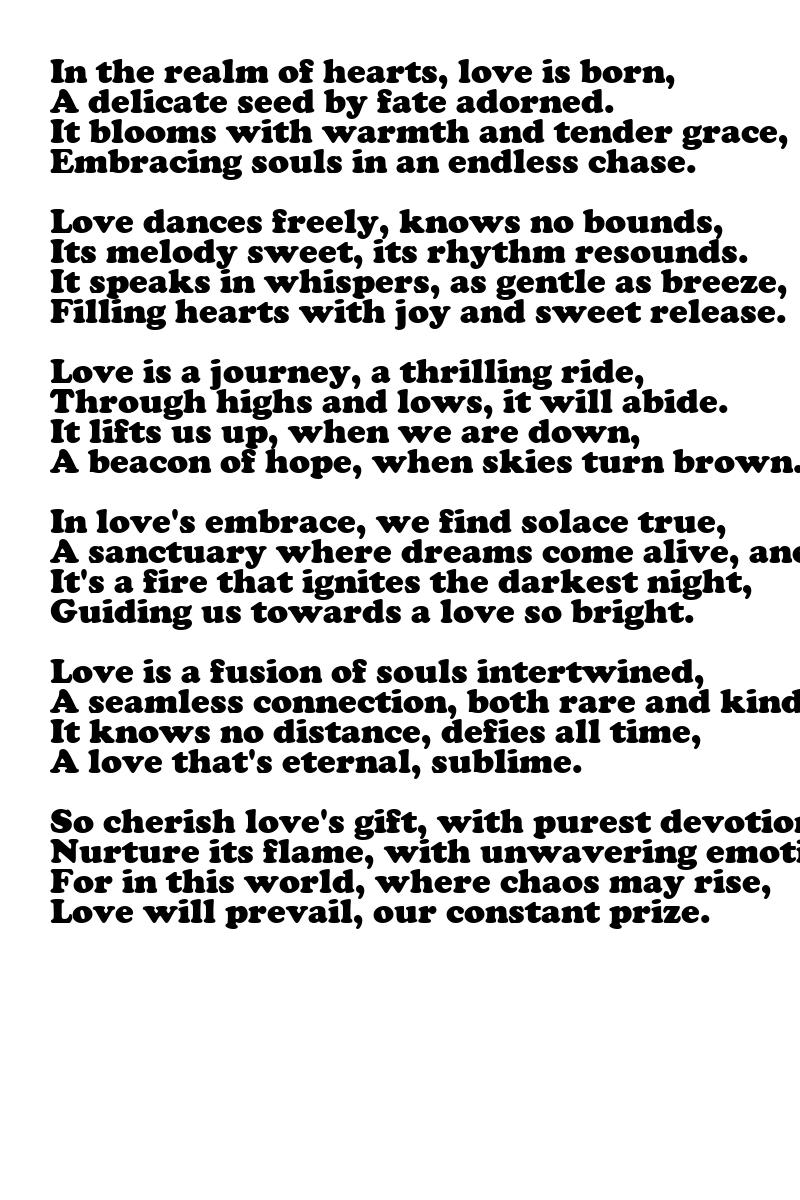 In the realm of hearts, love is born,
A delicate seed by fate adorned.
It blooms with warmth and tender grace,
Embracing souls in an endless chase.

Love dances freely, knows no bounds,
Its melody sweet, its rhythm resounds.
It speaks in whispers, as gentle as breeze,
Filling hearts with joy and sweet release.

Love is a journey, a thrilling ride,
Through highs and lows, it will abide.
It lifts us up, when we are down,
A beacon of hope, when skies turn brown.

In love's embrace, we find solace true,
A sanctuary where dreams come alive,
It's a fire that ignites the darkest night,
Guiding us towards a love so bright.

Love is a fusion of souls intertwined,
A seamless connection, both rare and kind
It knows no distance, defies all time,
A love that's eternal, sublime.

So cherish love's gift, with purest
Nurture its flame, with unwavering
For in this world, where chaos may rise,
Love will prevail, our constant prize.